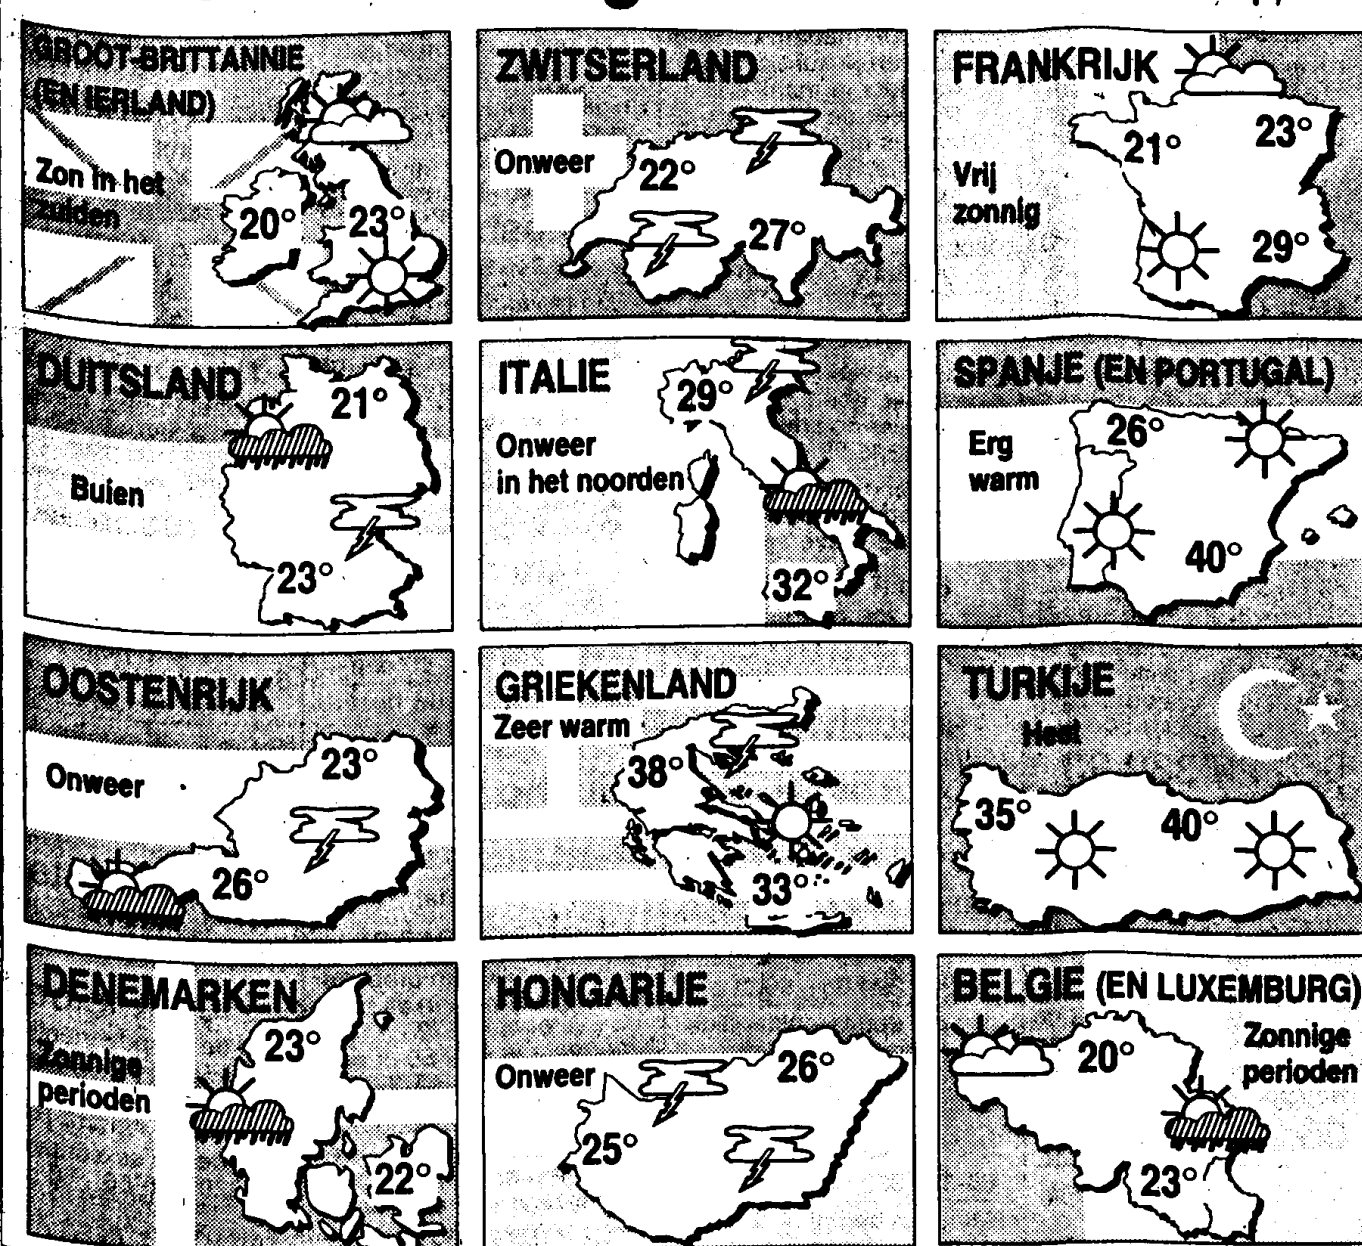 GROOT-BRITTANNIE
(EN IERLAND)
Zon in het
zuiden
20°
23°
ZWITSERLAND
Onweer
22°
27°
FRANKRIJK
Vrij
zonnig
21°
23°
29°
DUITSLAND
Buien
21°
23°
ITALIE
Onweer
in het noorden
29°
32°
SPANJE (EN PORTUGAL)
Erg
warm
26°
40°
OOSTENRIJK
Onweer
23°
26°
GRIEKENLAND
Zeer warm
38°
33°
TURKIJE
Heet
35°
40°
DENEMARKEN
Zonnige
perioden
23°
22°
HONGARIJE
Onweer
26°
25°
BELGIE (EN LUXEMBURG)
Zonnige
perioden
20°
23°